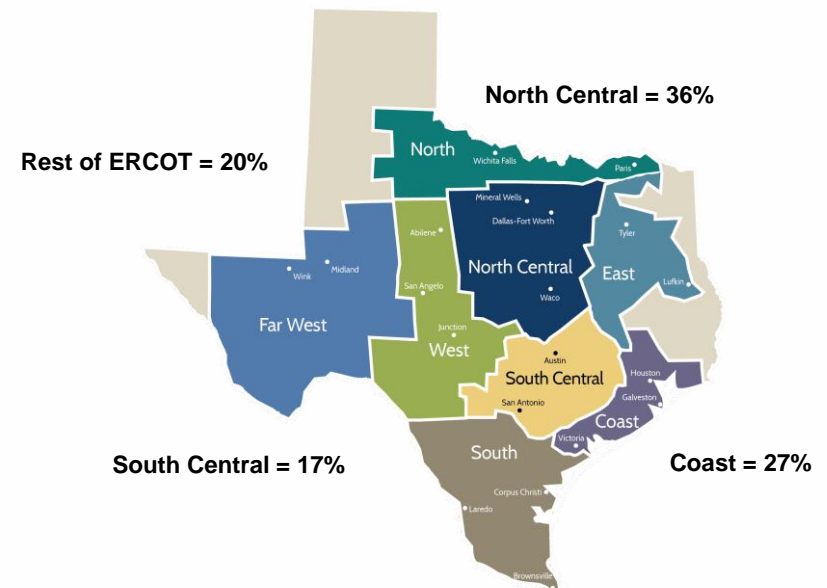 North Central = 36%
Rest of ERCOT = 20%
North
Wichita Falls
Paris
Mineral Wells
Dallas-Fort Worth
Abilene
Tyler
Wink
Midland
North Central
East
San Angelo
Waco
Lufkin
Far West
Junction
West
Austin
South Central
Houston
San Antonio
Galveston
Coast
Victoria
South
South Central = 17%
Coast = 27%
Corpus Christi
Laredo
Brownsville